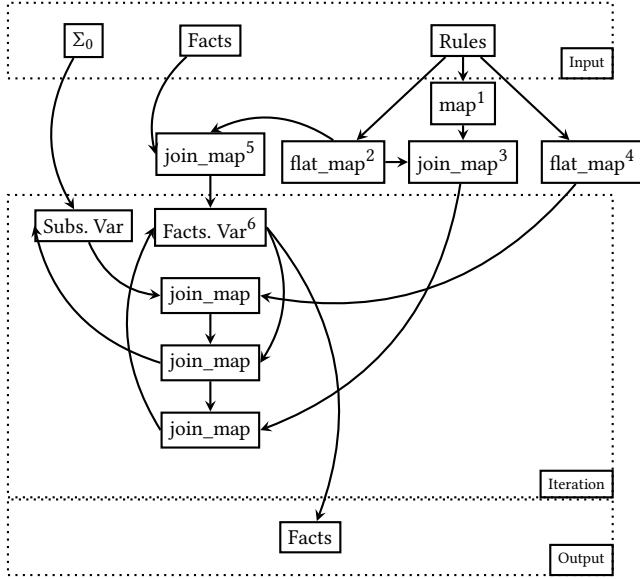 Σ₀
Facts
Rules
Input
map¹
join_map⁵
flat_map²
join_map³
flat_map⁴
Subs. Var
Facts. Var⁶
join_map
join_map
join_map
Iteration
Facts
Output